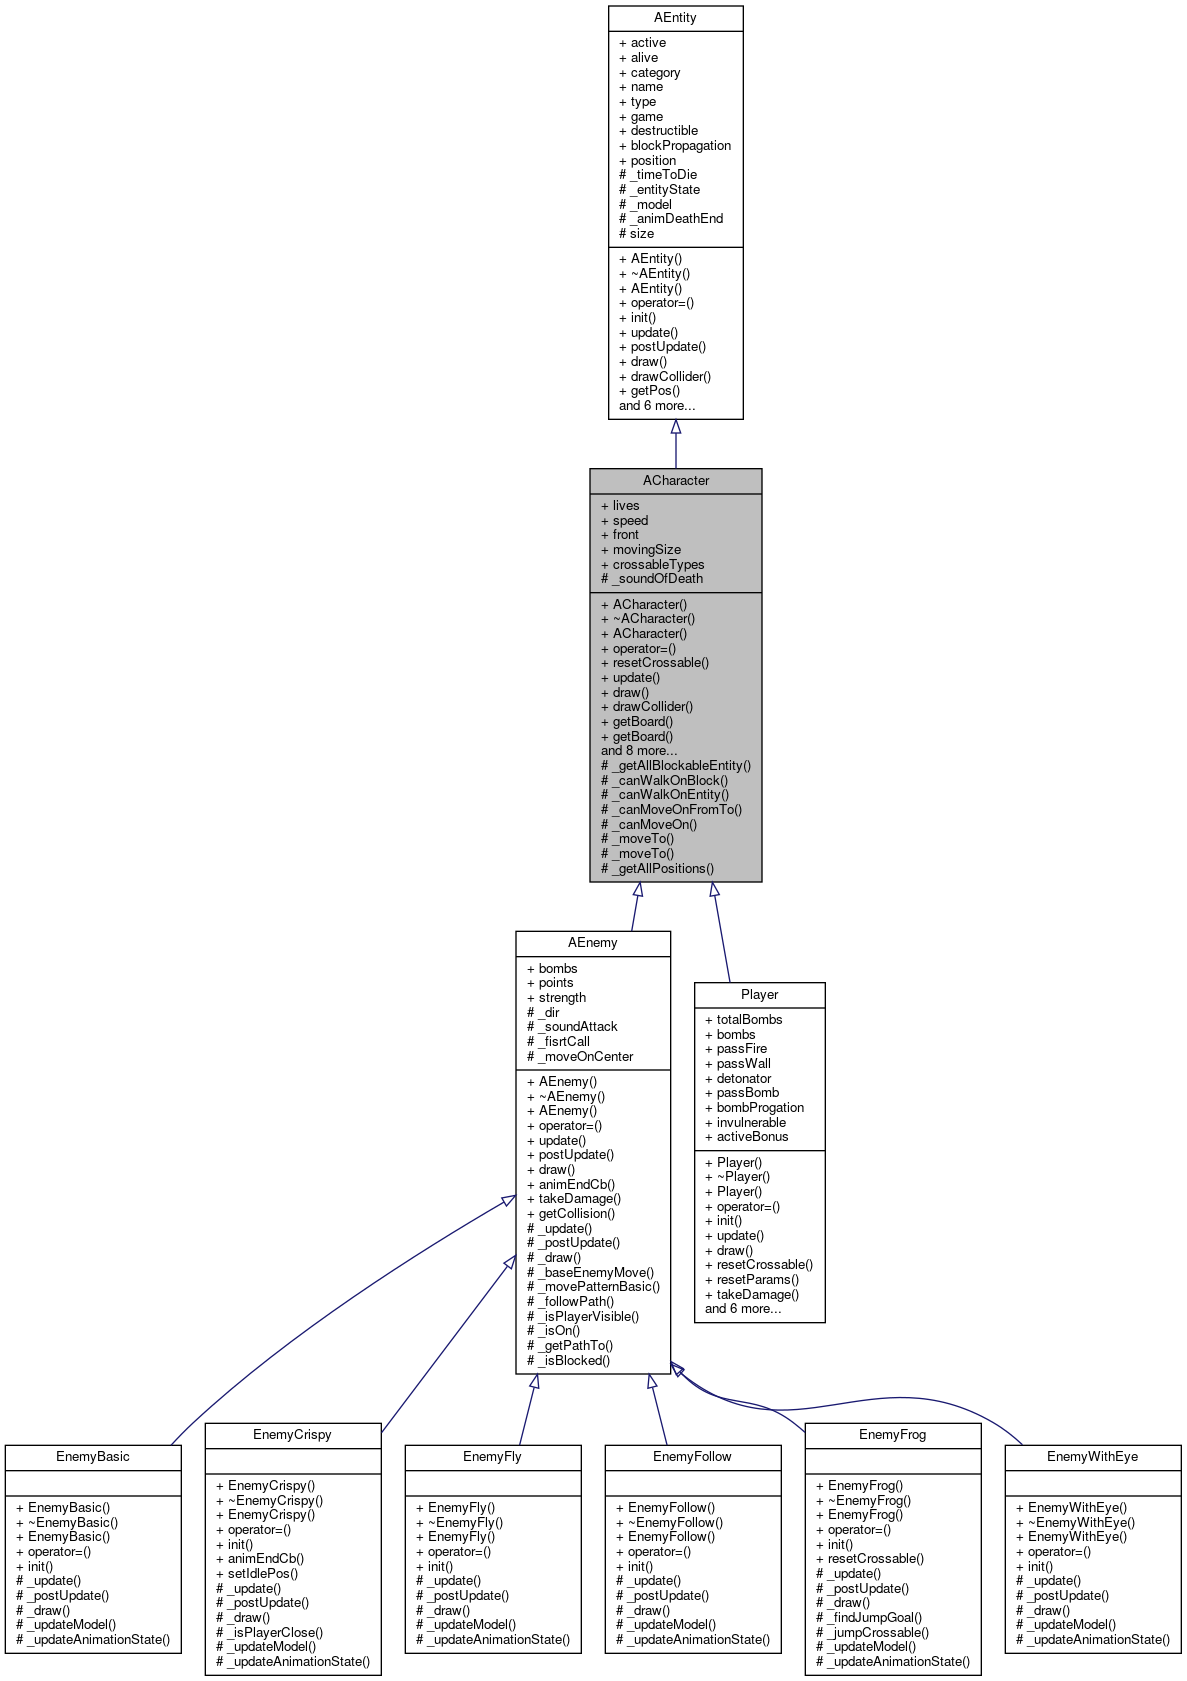 AEntity
+ active
+ alive
+ category
+ name
+ type
+ game
+ destructible
+ blockPropagation
+ position
# _timeToDie
# _entityState
# _model
# _animDeathEnd
# size
+ AEntity()
+ ~AEntity()
+ AEntity()
+ operator=()
+ init()
+ update()
+ postUpdate()
+ draw()
+ drawCollider()
+ getPos()
and 6 more...
ACharacter
+ lives
+ speed
+ front
+ movingSize
+ crossableTypes
# _soundOfDeath
+ ACharacter()
+ ~ACharacter()
+ ACharacter()
+ operator=()
+ resetCrossable()
+ update()
+ draw()
+ drawCollider()
+ getBoard()
+ getBoard()
and 8 more...
# _getAllBlockableEntity()
# _canWalkOnBlock()
# _canWalkOnEntity()
# _canMoveOnFromTo()
# _canMoveOn()
# _moveTo()
# _moveTo()
# _getAllPositions()
AEnemy
+ bombs
+ points
+ strength
# _dir
# _soundAttack
# _fisrtCall
# _moveOnCenter
+ AEnemy()
+ ~AEnemy()
+ AEnemy()
+ operator=()
+ update()
+ postUpdate()
+ draw()
+ animEndCb()
+ takeDamage()
+ getCollision()
# _update()
# _postUpdate()
# _draw()
# _baseEnemyMove()
# _movePatternBasic()
# _followPath()
# _isPlayerVisible()
# _isOn()
# _getPathTo()
# _isBlocked()
Player
+ totalBombs
+ bombs
+ passFire
+ passWall
+ detonator
+ passBomb
+ bombProgation
+ invulnerable
+ activeBonus
+ Player()
+ ~Player()
+ Player()
+ operator=()
+ init()
+ update()
+ draw()
+ resetCrossable()
+ resetParams()
+ takeDamage()
and 6 more...
EnemyBasic
+ EnemyBasic()
+ ~EnemyBasic()
+ EnemyBasic()
+ operator=()
+ init()
# _update()
# _postUpdate()
# _draw()
# _updateModel()
# _updateAnimationState()
EnemyCrispy
+ EnemyCrispy()
+ ~EnemyCrispy()
+ EnemyCrispy()
+ operator=()
+ init()
+ animEndCb()
+ setIdlePos()
# _update()
# _postUpdate()
# _draw()
# _isPlayerClose()
# _updateModel()
# _updateAnimationState()
EnemyFly
+ EnemyFly()
+ ~EnemyFly()
+ EnemyFly()
+ operator=()
+ init()
# _update()
# _postUpdate()
# _draw()
# _updateModel()
# _updateAnimationState()
EnemyFollow
+ EnemyFollow()
+ ~EnemyFollow()
+ EnemyFollow()
+ operator=()
+ init()
# _update()
# _postUpdate()
# _draw()
# _updateModel()
# _updateAnimationState()
EnemyFrog
+ EnemyFrog()
+ ~EnemyFrog()
+ EnemyFrog()
+ operator=()
+ init()
+ resetCrossable()
# _update()
# _postUpdate()
# _draw()
# _findJumpGoal()
# _jumpCrossable()
# _updateModel()
# _updateAnimationState()
EnemyWithEye
+ EnemyWithEye()
+ ~EnemyWithEye()
+ EnemyWithEye()
+ operator=()
+ init()
# _update()
# _postUpdate()
# _draw()
# _updateModel()
# _updateAnimationState()